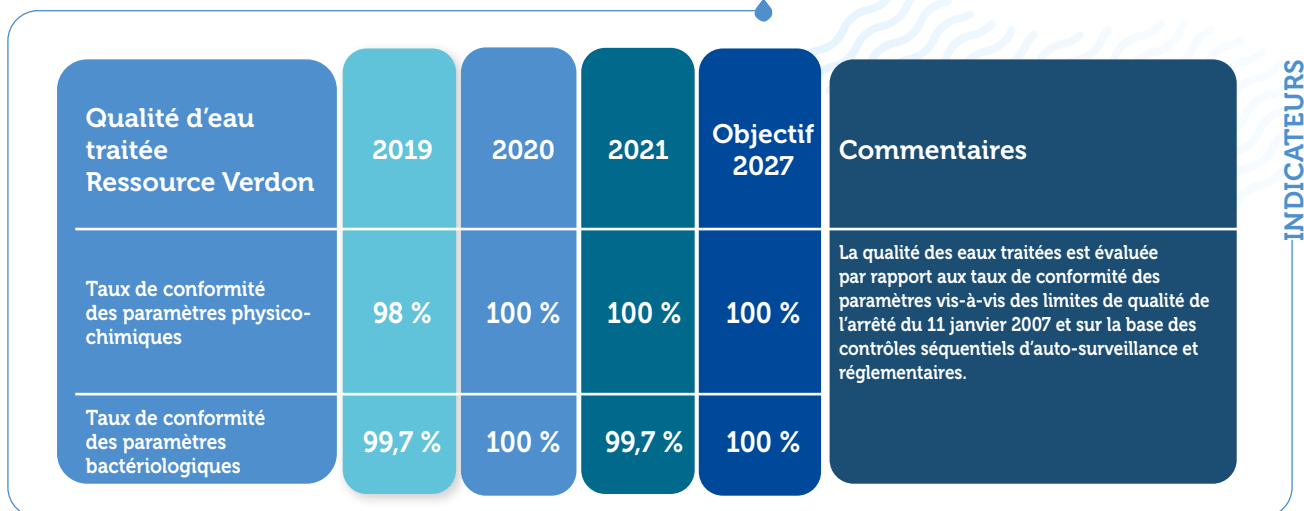 Qualité d'eau
traitée
Ressource Verdon
2019
2020
2021
Objectif
2027
Commentaires
Taux de conformité
des paramètres physico-
chimiques
98 %
100 %
100 %
100 %
La qualité des eaux traitées est évaluée
par rapport aux taux de conformité des
paramètres vis-à-vis des limites de qualité de
l'arrêté du 11 janvier 2007 et sur la base des
contrôles séquentiels d'auto-surveillance et
réglementaires.
Taux de conformité
des paramètres
bactériologiques
99,7 %
100 %
99,7 %
100 %
INDICATEURS